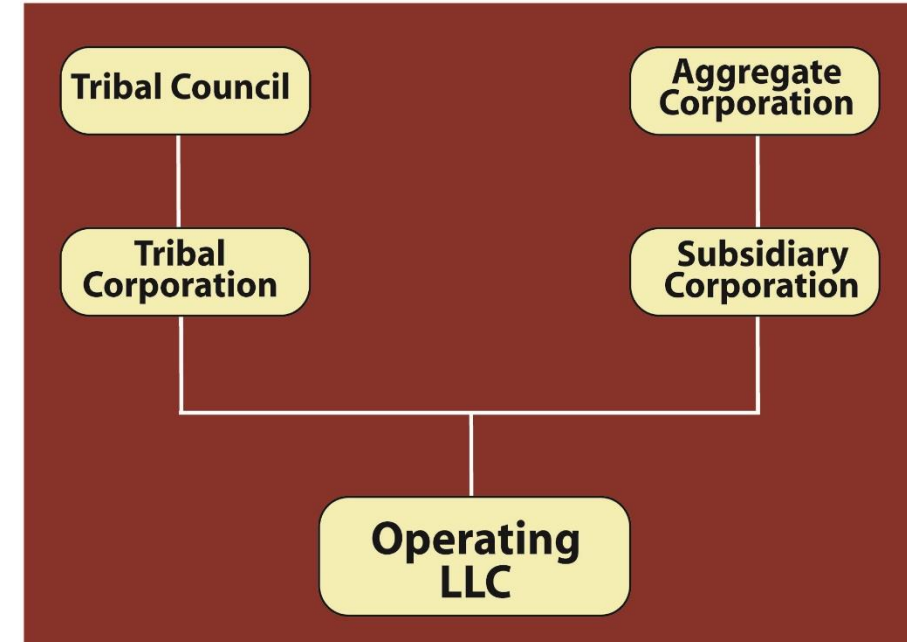 Tribal Council
Aggregate
Corporation
Tribal
Corporation
Subsidiary
Corporation
Operating
LLC